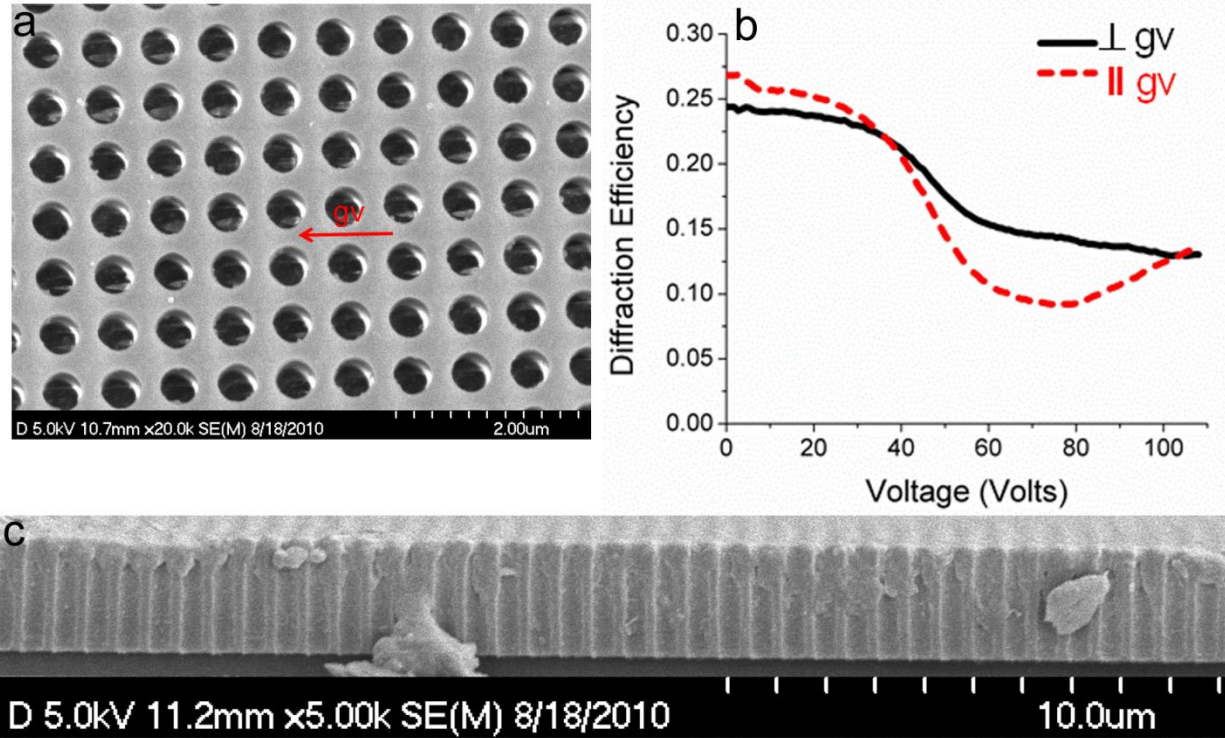 a
gv
D 5.0kV 10.7mm x20.0k SE(M) 8/18/2010 2.00um
b
⊥ gv
|| gv
0.30
0.25
0.20
0.15
0.10
0.05
0.00
Diffraction Efficiency
0 20 40 60 80 100
Voltage (Volts)
c
D 5.0kV 11.2mm x5.00k SE(M) 8/18/2010 10.0um